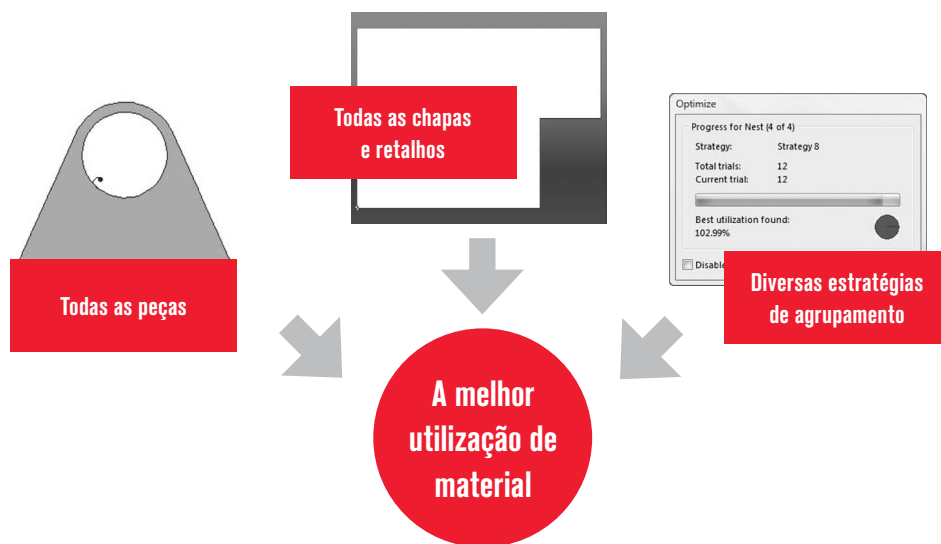 Todas as chapas
e retalhos
Optimize
Progress for Nest (4 of 4)
Strategy: Strategy 8
Total trials: 12
Current trial: 12
Best utilization found:
102.99%
Disable
Todas as peças
Diversas estratégias
de agrupamento
A melhor
utilização de
material